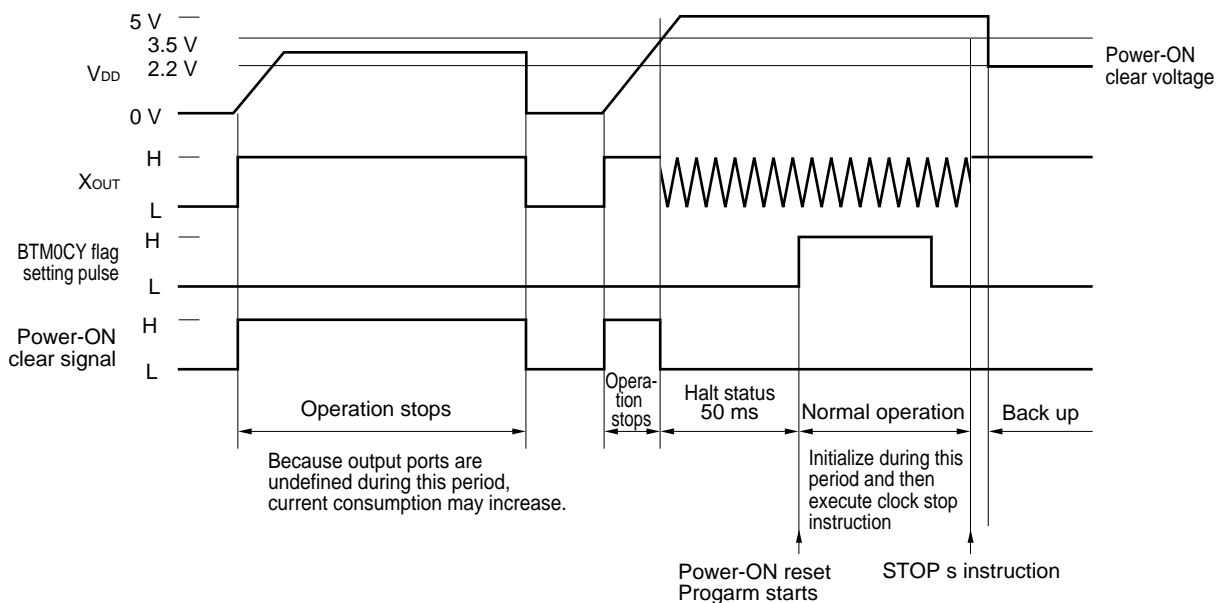 5 V
3.5 V
VDD
2.2 V
0 V
Power-ON
clear voltage
H
XOUT
L
H
BTM0CY flag
setting pulse
L
H
Power-ON
clear signal
L
Operation stops
Opera-
tion
stops
Halt status
50 ms
Normal operation
Back up
Because output ports are
undefined during this period,
current consumption may increase.
Initialize during this
period and then
execute clock stop
instruction
Power-ON reset
Progarm starts
STOP s instruction